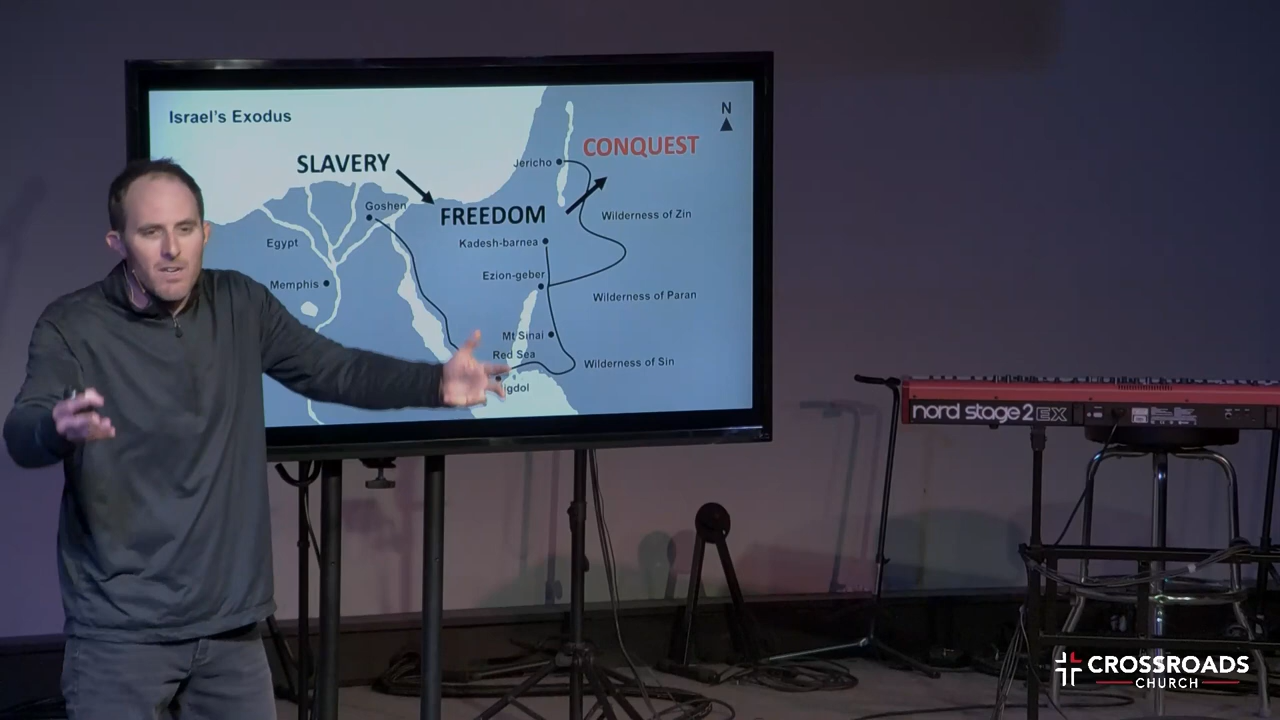 Israel's Exodus
N
CONQUEST
SLAVERY
Jericho
Goshen
FREEDOM
Wilderness of Zin
Egypt
Kadesh-barnea
Memphis
Ezion-geber
Wilderness of Paran
Mt Sinai
Red Sea
Wilderness of Sin
igdol
nord stage 2 EX
CROSSROADS
CHURCH